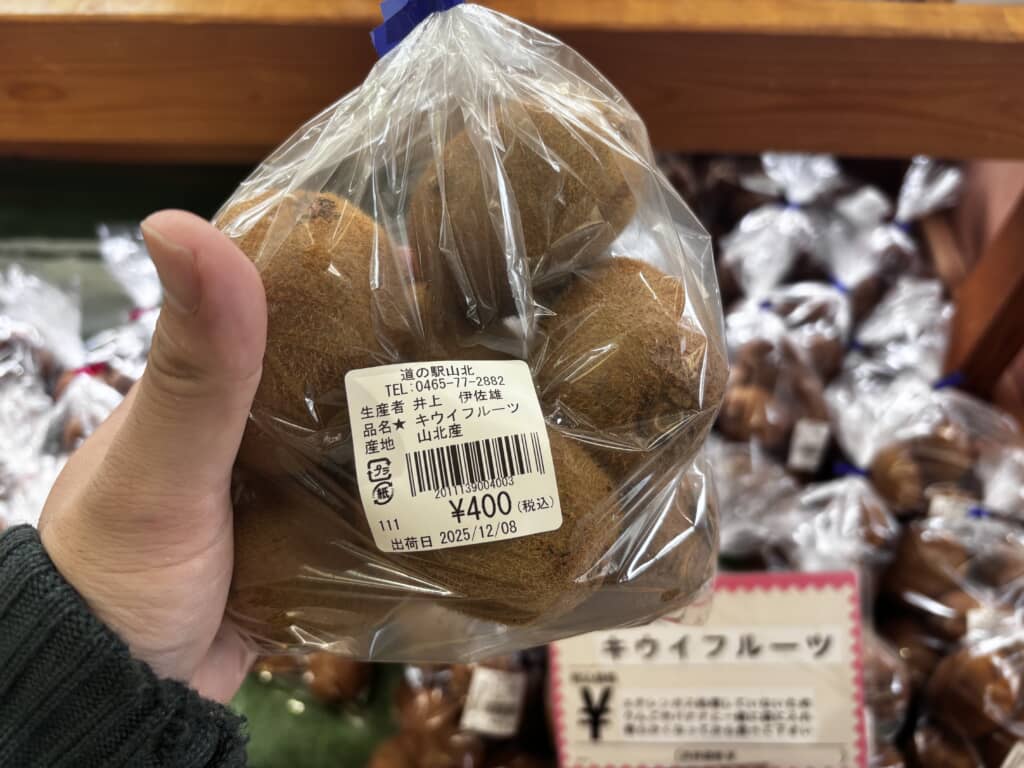 道の駅山北
TEL:0465-77-2882
生産者 井上 伊佐雄
品名★ キウイフルーツ
産地 山北産
プラ
紙
2011139004003
¥400(税込)
111
出荷日 2025/12/08
キウイフルーツ
¥